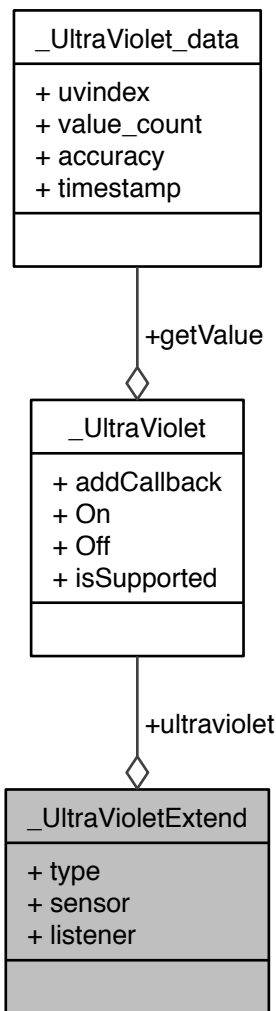 _UltraViolet_data
+ uvindex
+ value_count
+ accuracy
+ timestamp
+getValue
_UltraViolet
+ addCallback
+ On
+ Off
+ isSupported
+ultraviolet
_UltraVioletExtend
+ type
+ sensor
+ listener